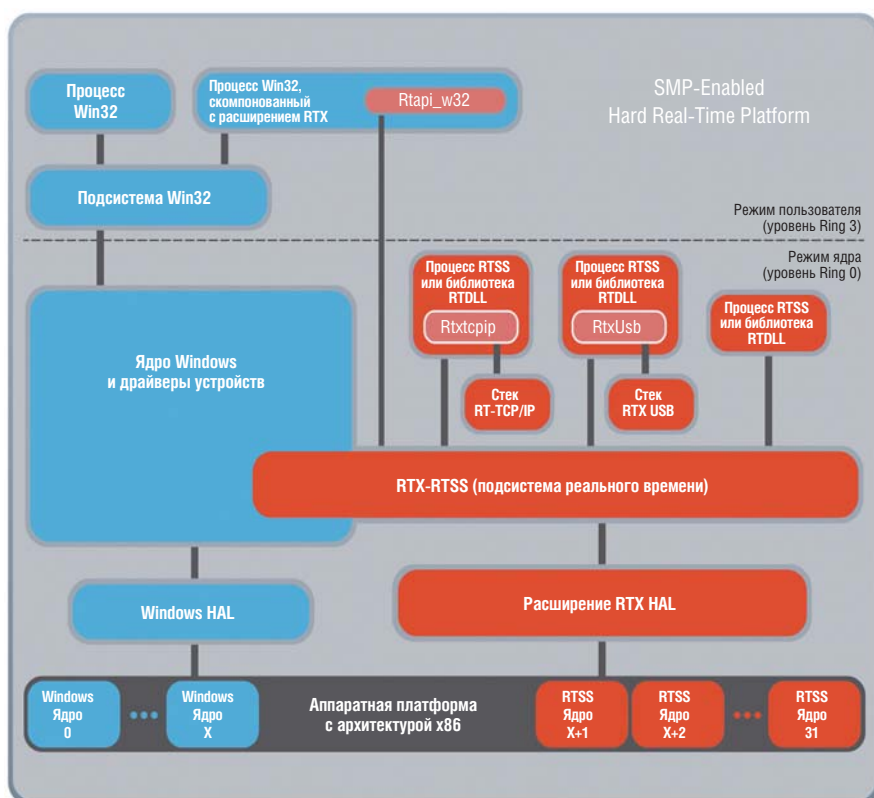 SMP-Enabled
Hard Real-Time Platform
Процесс
Win32
Процесс Win32,
скомпонованный
с расширением RTX
Rtapi_w32
Подсистема Win32
Режим пользователя
(уровень Ring 3)
Режим ядра
(уровень Ring 0)
Процесс RTSS
или библиотека
RTDLL
Rtxtcpip
Процесс RTSS
или библиотека
RTDLL
RtxUsb
Процесс RTSS
или библиотека
RTDLL
Стек
RT-TCP/IP
Стек
RTX USB
Ядро Windows
и драйверы устройств
RTX-RTSS (подсистема реального времени)
Windows HAL
Расширение RTX HAL
Windows
Ядро
0
Windows
Ядро
X
Аппаратная платформа
с архитектурой x86
RTSS
Ядро
X+1
RTSS
Ядро
X+2
RTSS
Ядро
31